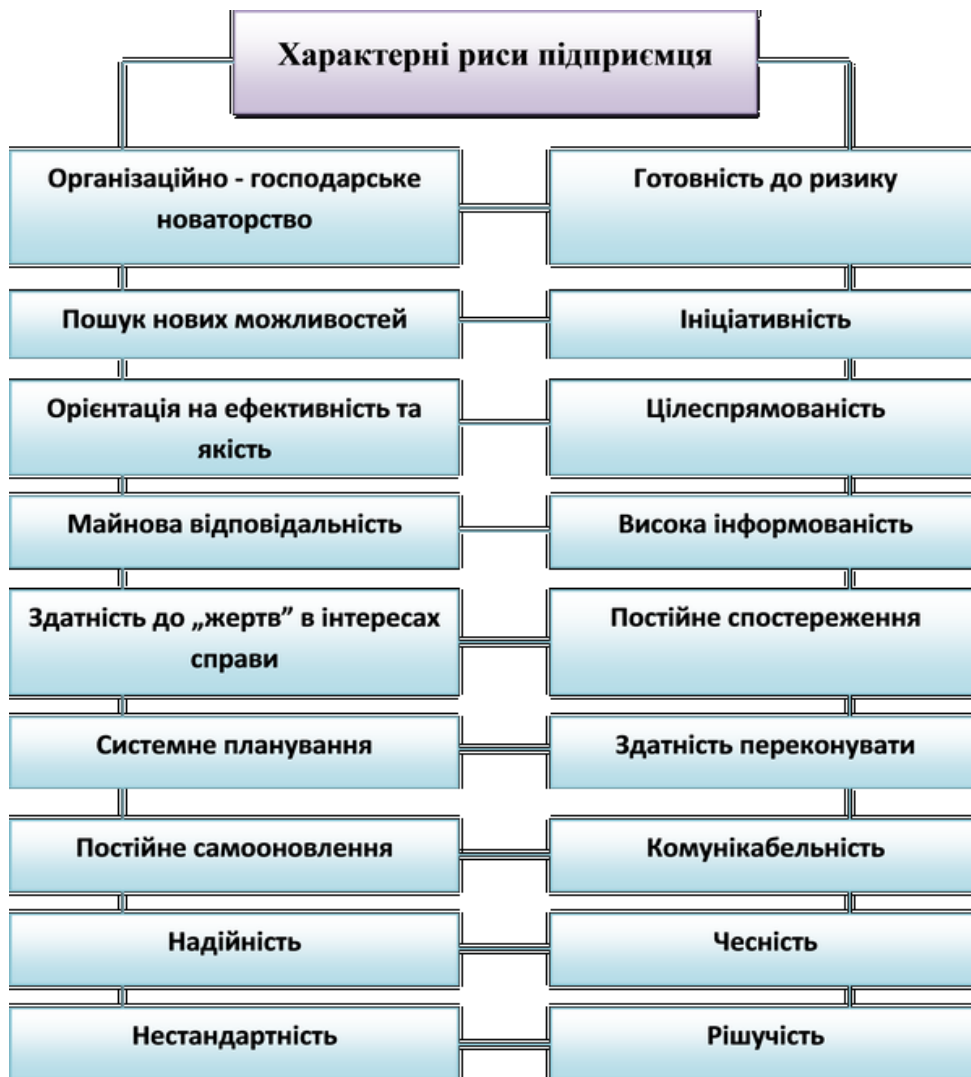 Характерні риси підприємця
Організаційно - господарське
новаторство
Готовність до ризику
Пошук нових можливостей
Ініціативність
Орієнтація на ефективність та
якість
Цілеспрямованість
Майнова відповідальність
Висока інформованість
Здатність до „жертв” в інтересах
справи
Постійне спостереження
Системне планування
Здатність переконувати
Постійне самооновлення
Комунікабельність
Надійність
Чесність
Нестандартність
Рішучість